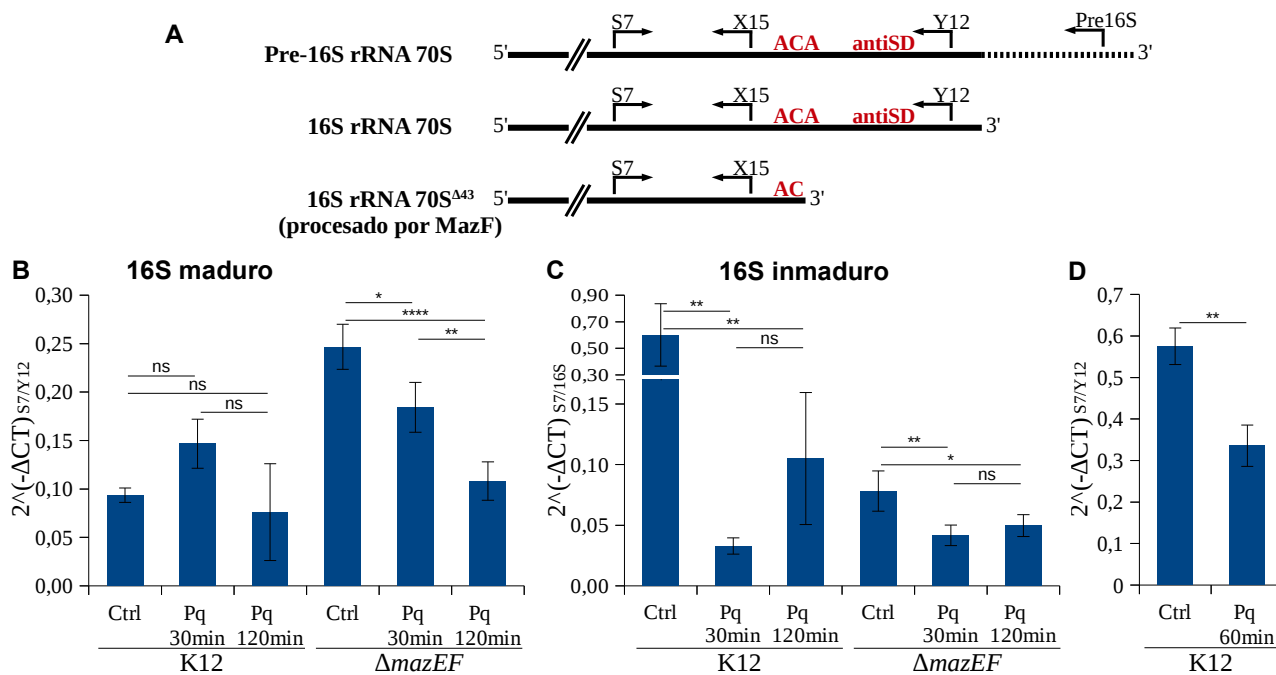 A
S7 X15 Y12 Pre16S
ACA antiSD
Pre-16S rRNA 70S 5' 3'
S7 X15 Y12
ACA antiSD
16S rRNA 70S 5' 3'
S7 X15
AC
16S rRNA 70S^Δ43 5' 3'
(procesado por MazF)
B 16S maduro
2^(-ΔCT) S7/Y12
0,30
0,25
0,20
0,15
0,10
0,05
0,00
ns
ns
ns
*
****
**
Ctrl Pq 30min Pq 120min Ctrl Pq 30min Pq 120min
K12 ΔmazEF
C 16S inmaduro
2^(-ΔCT) S7/16S
0,90
0,70
0,50
0,30
0,15
0,10
0,05
0,00
**
**
ns
**
*
ns
Ctrl Pq 30min Pq 120min Ctrl Pq 30min Pq 120min
K12 ΔmazEF
D
2^(-ΔCT) S7/Y12
0,7
0,6
0,5
0,4
0,3
0,2
0,1
0
**
Ctrl Pq 60min
K12